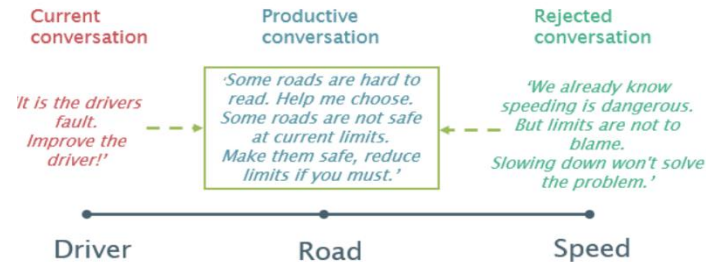 Current
conversation
Productive
conversation
Rejected
conversation
'It is the drivers
fault.
Improve the
driver!'
'Some roads are hard to
read. Help me choose.
Some roads are not safe
at current limits.
Make them safe, reduce
limits if you must.'
'We already know
speeding is dangerous.
But limits are not to
blame.
Slowing down won't solve
the problem.'
Driver
Road
Speed